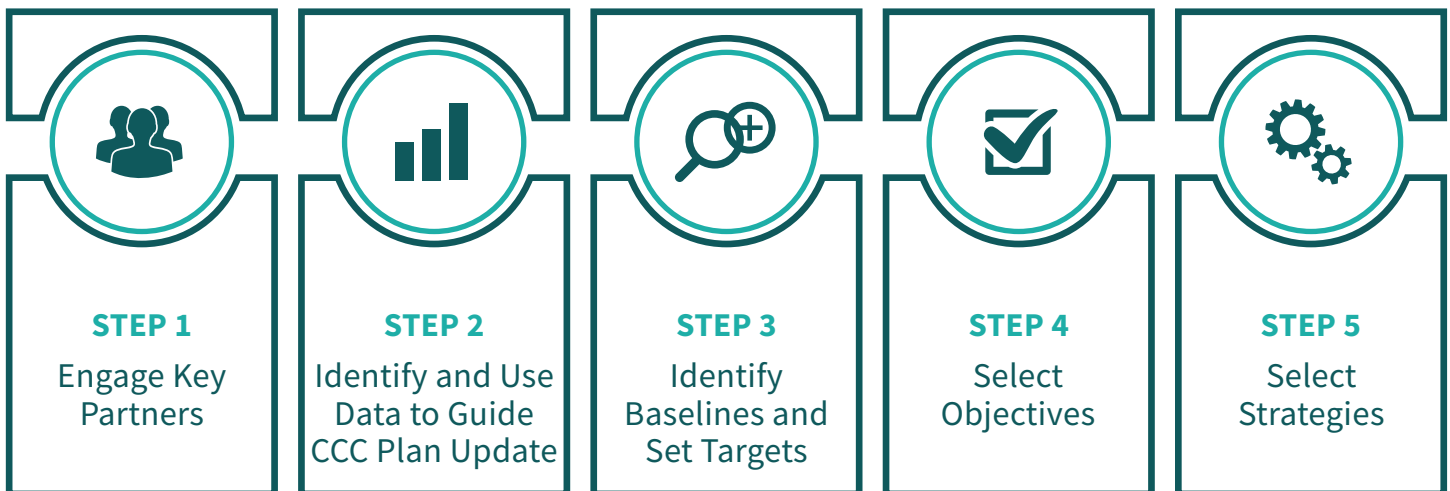 STEP 1
Engage Key
Partners
STEP 2
Identify and Use
Data to Guide
CCC Plan Update
STEP 3
Identify
Baselines and
Set Targets
STEP 4
Select
Objectives
STEP 5
Select
Strategies